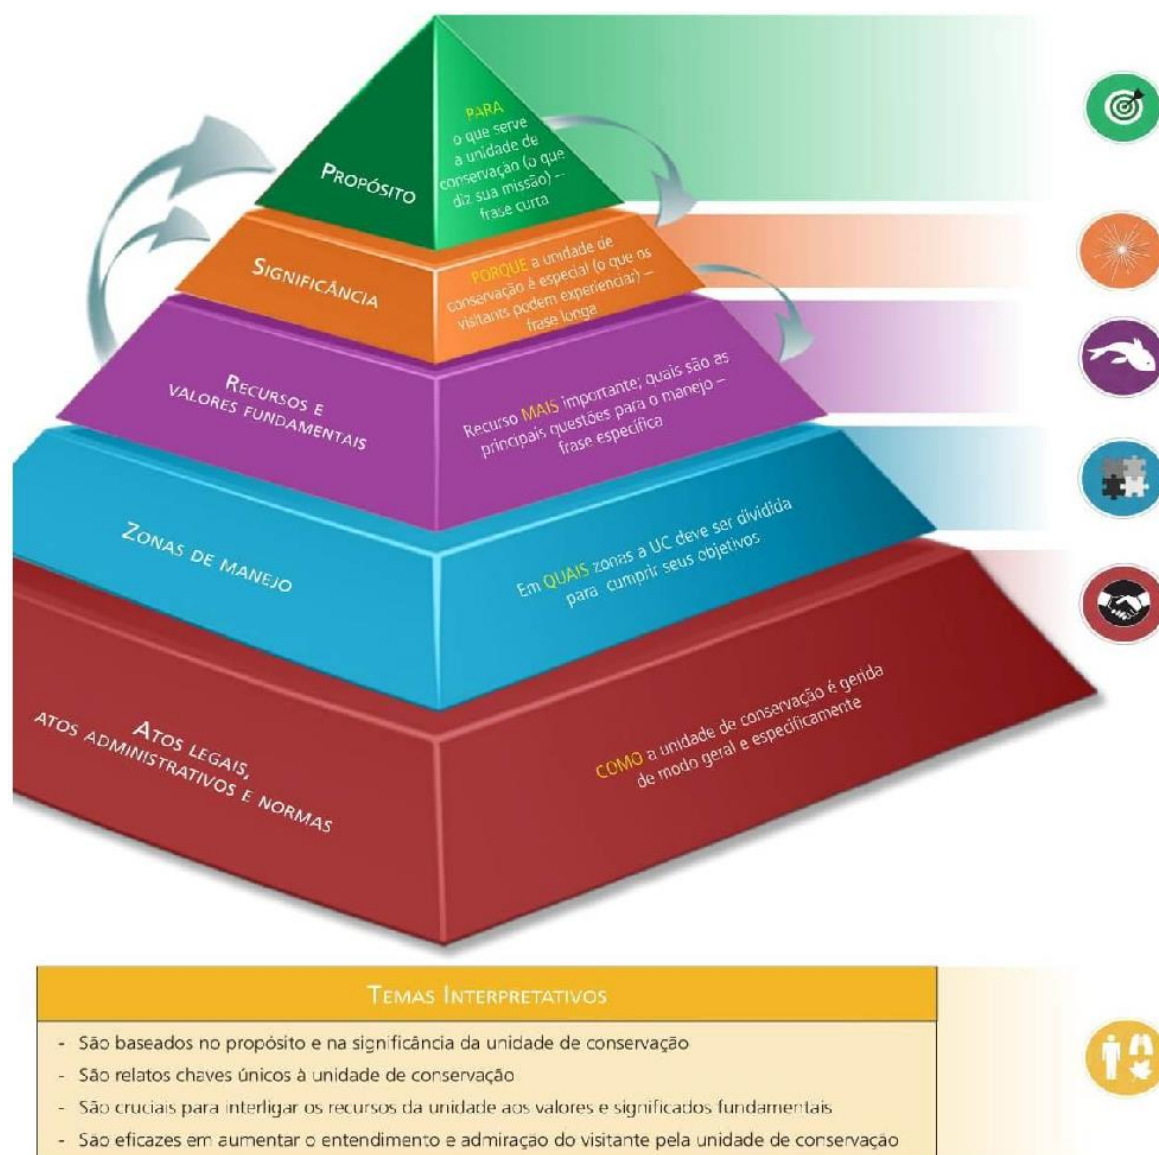 PROPÓSITO
PARA
o que serve
a unidade de
conservação (o que
diz sua missão) –
frase curta
SIGNIFICÂNCIA
PORQUE a unidade de
conservação é especial (o que os
visitants podem experienciar) –
frase longa
RECURSOS E
VALORES FUNDAMENTAIS
Recurso MAIS importante; quais são as
principais questões para o manejo –
frase específica
ZONAS DE MANEJO
Em QUAIS zonas a UC deve ser dividida
para cumprir seus objetivos
ATOS LEGAIS,
ATOS ADMINISTRATIVOS E NORMAS
COMO a unidade de conservação é gerida
de modo geral e especificamente
TEMAS INTERPRETATIVOS
- São baseados no propósito e na significância da unidade de conservação
- São relatos chaves únicos à unidade de conservação
- São cruciais para interligar os recursos da unidade aos valores e significados fundamentais
- São eficazes em aumentar o entendimento e admiração do visitante pela unidade de conservação